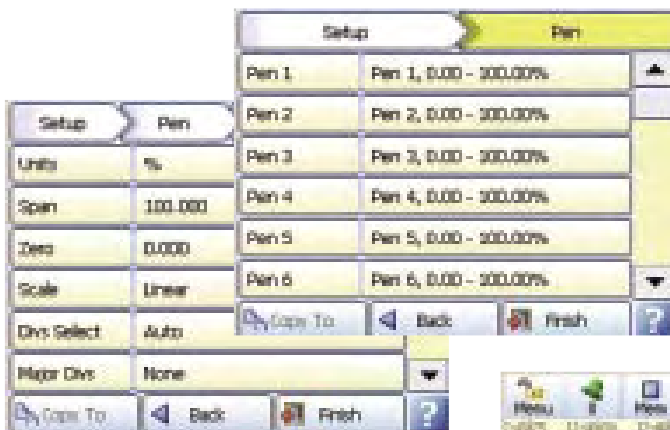 Setup Pen
Pen 1 Pen 1, 0.00 - 100.00%
Pen 2 Pen 2, 0.00 - 100.00%
Pen 3 Pen 3, 0.00 - 100.00%
Pen 4 Pen 4, 0.00 - 100.00%
Pen 5 Pen 5, 0.00 - 100.00%
Pen 6 Pen 6, 0.00 - 100.00%
Copy To Back Finish ?
Setup Pen
Units %
Span 100.000
Zero 0.000
Scale Linear
Divs Select Auto
Major Divs None
Copy To Back Finish ?
Menu